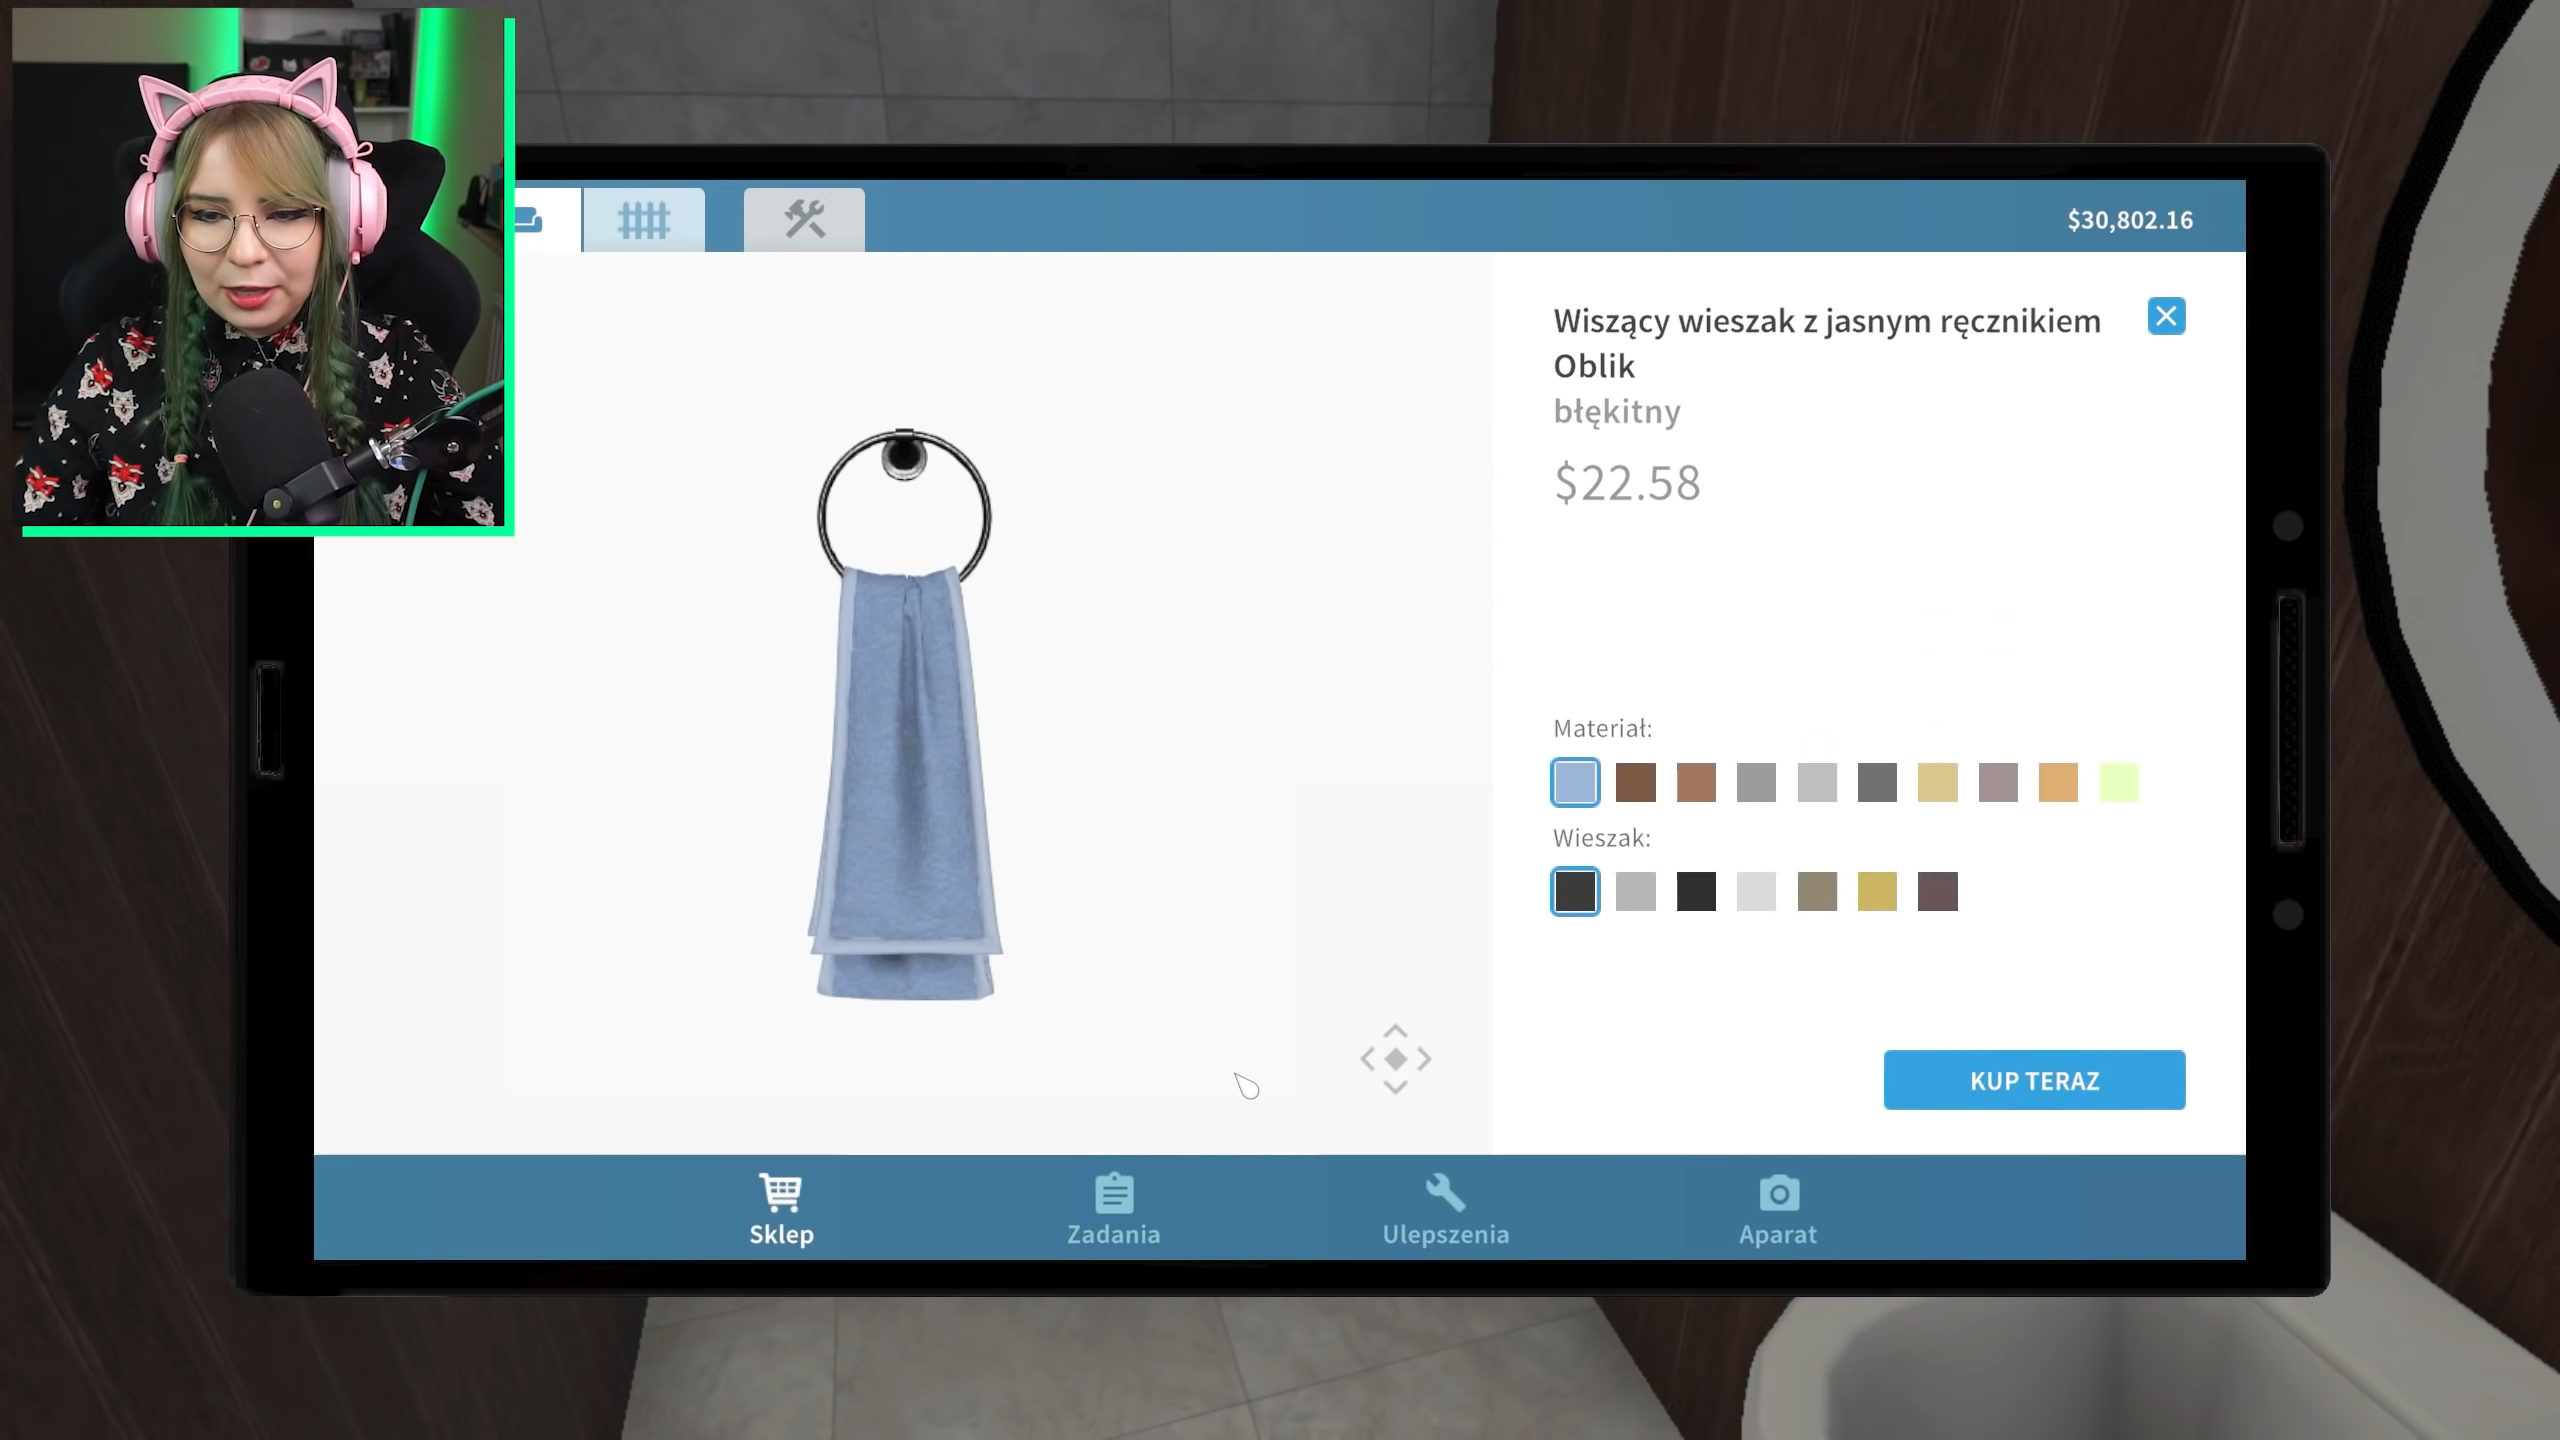 $30,802.16
Wiszący wieszak z jasnym ręcznikiem
Oblik
błękitny
$22.58
Materiał:
Wieszak:
KUP TERAZ
Sklep
Zadania
Ulepszenia
Aparat